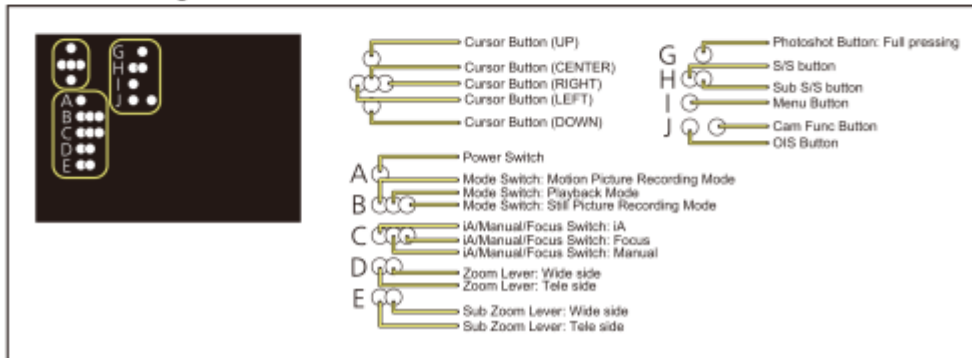 G
H
I
J
A
B
C
D
E
Cursor Button (UP)
Cursor Button (CENTER)
Cursor Button (RIGHT)
Cursor Button (LEFT)
Cursor Button (DOWN)
A
Power Switch
Mode Switch: Motion Picture Recording Mode
Mode Switch: Playback Mode
B
Mode Switch: Still Picture Recording Mode
C
iA/Manual/Focus Switch: iA
iA/Manual/Focus Switch: Focus
iA/Manual/Focus Switch: Manual
D
Zoom Lever: Wide side
Zoom Lever: Tele side
E
Sub Zoom Lever: Wide side
Sub Zoom Lever: Tele side
G
Photoshot Button: Full pressing
H
S/S button
Sub S/S button
I
Menu Button
J
Cam Func Button
OIS Button